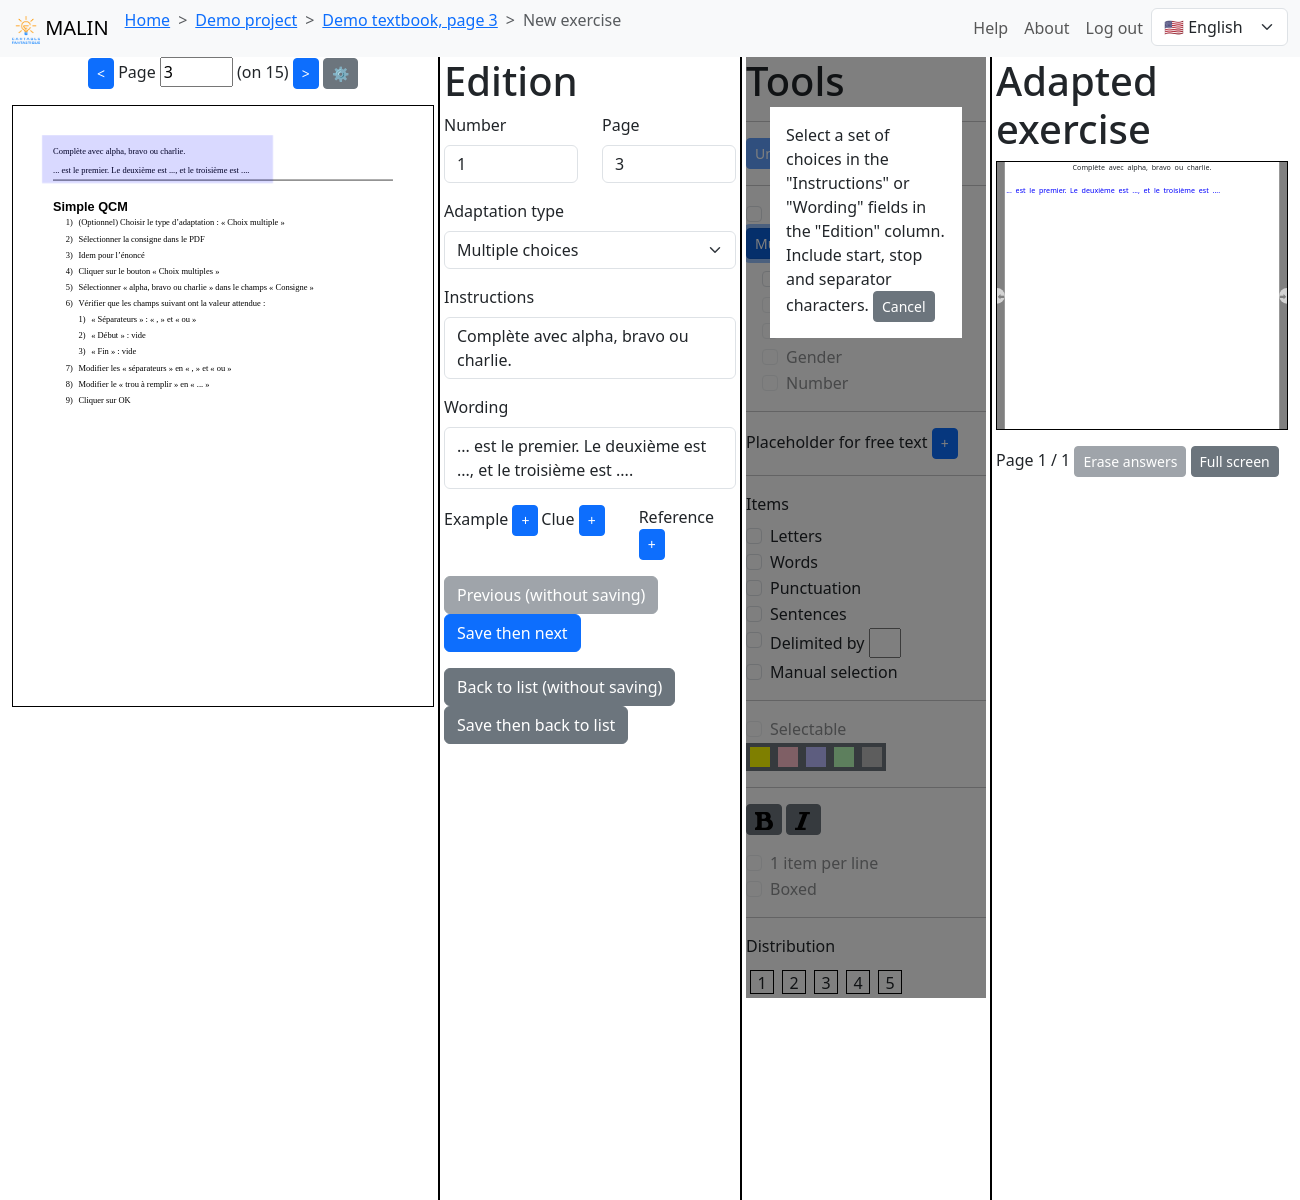 MALIN
Home > Demo project > Demo textbook, page 3 > New exercise
Help About Log out 🇺🇸 English
< Page 3 (on 15) > ⚙️
Complète avec alpha, bravo ou charlie.
... est le premier. Le deuxième est ..., et le troisième est ....
Simple QCM
1) (Optionnel) Choisir le type d'adaptation : « Choix multiple »
2) Sélectionner la consigne dans le PDF
3) Idem pour l'énoncé
4) Cliquer sur le bouton « Choix multiples »
5) Sélectionner « alpha, bravo ou charlie » dans le champs « Consigne »
6) Vérifier que les champs suivant ont la valeur attendue :
1) « Séparateurs » : « , » et « ou »
2) « Début » : vide
3) « Fin » : vide
7) Modifier les « séparateurs » en « , » et « ou »
8) Modifier le « trou à remplir » en « ... »
9) Cliquer sur OK
Edition
Number Page
1 3
Adaptation type
Multiple choices
Instructions
Complète avec alpha, bravo ou
charlie.
Wording
... est le premier. Le deuxième est
..., et le troisième est ....
Example + Clue + Reference
+
Previous (without saving)
Save then next
Back to list (without saving)
Save then back to list
Tools
Select a set of
choices in the
"Instructions" or
"Wording" fields in
the "Edition" column.
Include start, stop
and separator
characters. Cancel
Gender
Number
Placeholder for free text +
Items
Letters
Words
Punctuation
Sentences
Delimited by
Manual selection
Selectable
B I
1 item per line
Boxed
Distribution
1 2 3 4 5
Adapted
exercise
Complète avec alpha, bravo ou charlie.
... est le premier. Le deuxième est ..., et le troisième est ....
Page 1 / 1 Erase answers Full screen